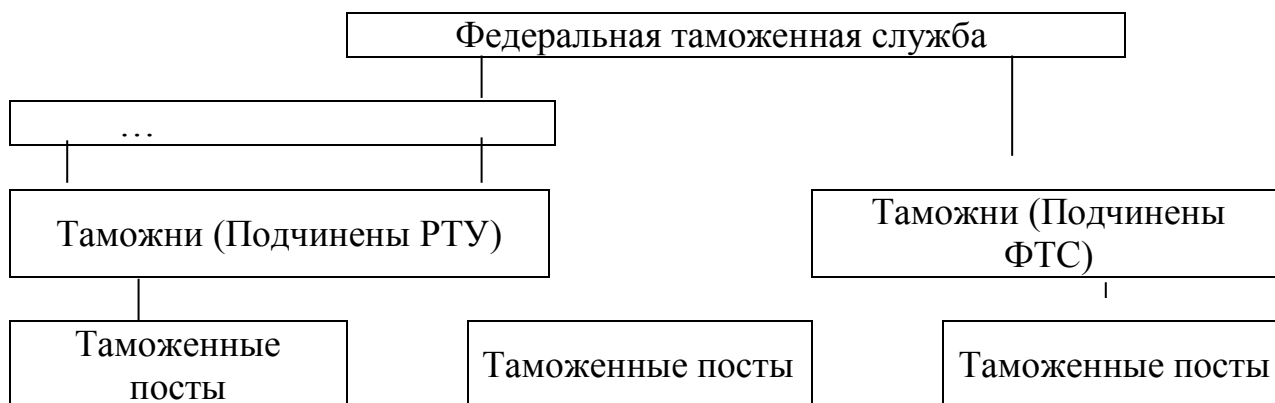 Федеральная таможенная служба
…
Таможни (Подчинены РТУ)
Таможни (Подчинены
ФТС)
Таможенные
посты
Таможенные посты
Таможенные посты